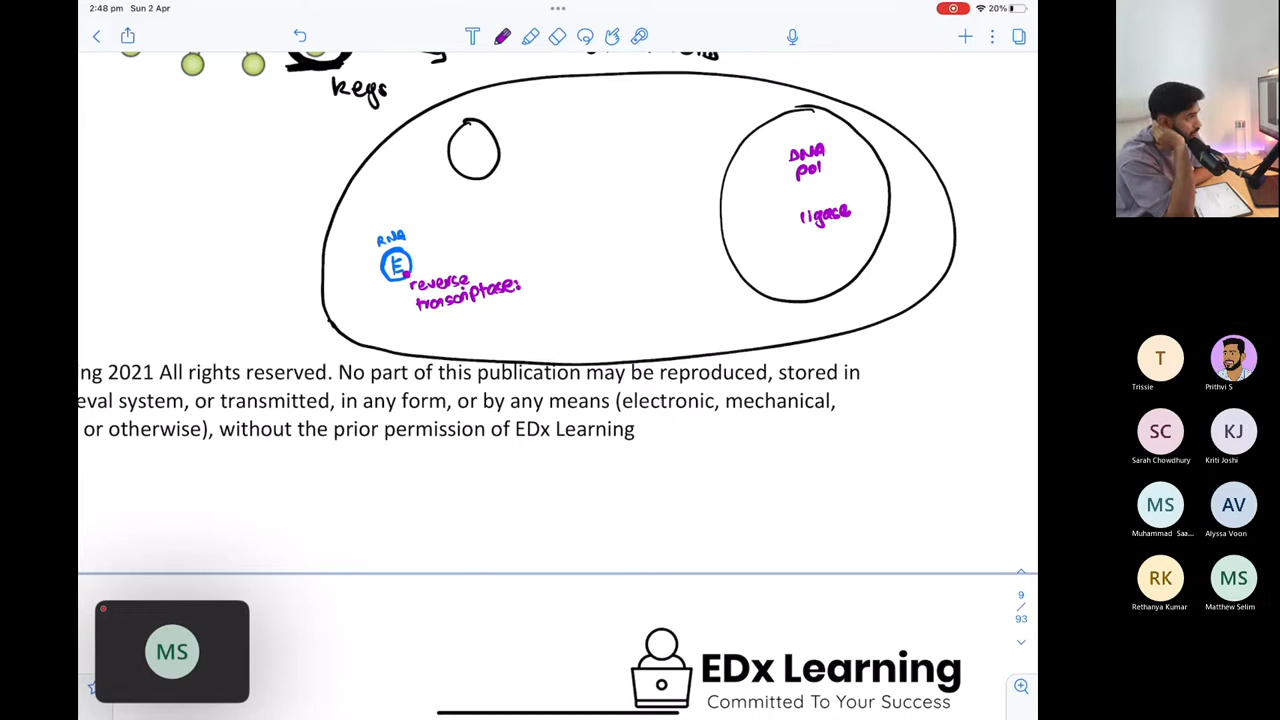 2:48 pm Sun 2 Apr
20%
keys
DNA
pol
ligase
RNA
E
reverse
transcriptase:
ng 2021 All rights reserved. No part of this publication may be reproduced, stored in
eval system, or transmitted, in any form, or by any means (electronic, mechanical,
or otherwise), without the prior permission of EDx Learning
9
/
93
MS
EDx Learning
Committed To Your Success
T
Trissie
Prithvi S
SC
KJ
Sarah Chowdhury
Kriti Joshi
MS
AV
Muhammad Saa...
Alyssa Voon
RK
MS
Rethanya Kumar
Matthew Selim